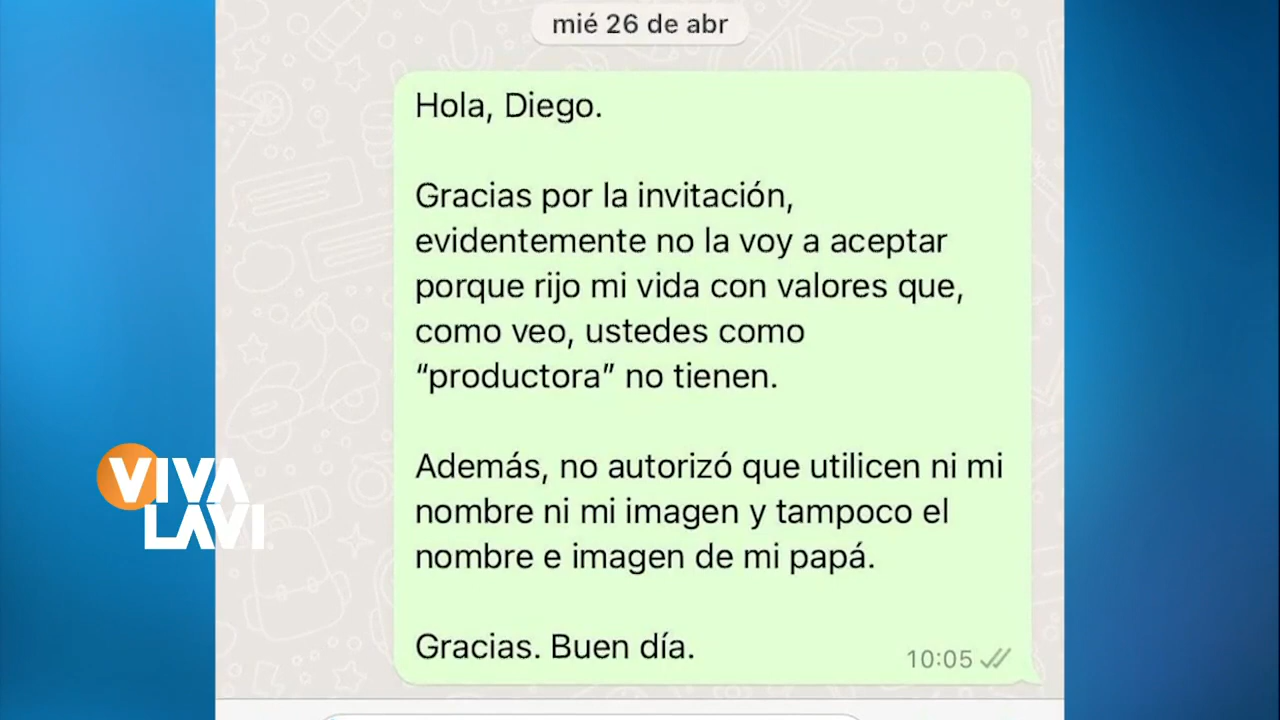 mié 26 de abr
Hola, Diego.
Gracias por la invitación,
evidentemente no la voy a aceptar
porque rijo mi vida con valores que,
como veo, ustedes como
“productora” no tienen.
Además, no autorizó que utilicen ni mi
nombre ni mi imagen y tampoco el
nombre e imagen de mi papá.
Gracias. Buen día.
10:05
VIVA
LAVI